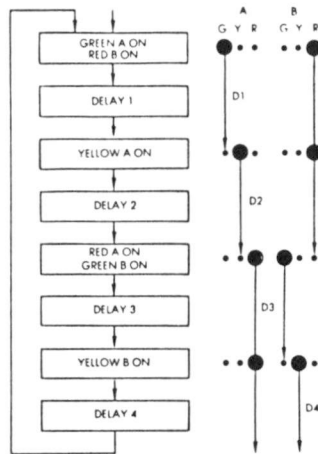 GREEN A ON
RED B ON
DELAY 1
YELLOW A ON
DELAY 2
RED A ON
GREEN B ON
DELAY 3
YELLOW B ON
DELAY 4
A B
G Y R G Y R
D1
D2
D3
D4